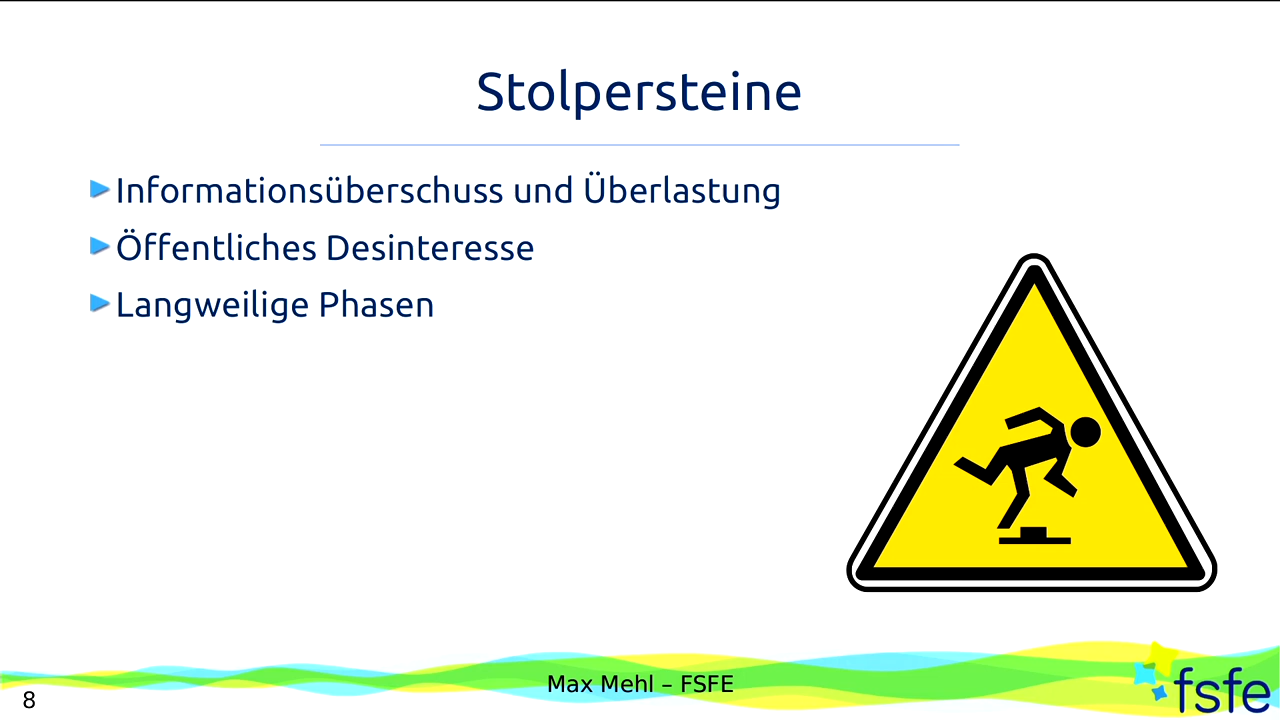 Stolpersteine
Informationsüberschuss und Überlastung
Öffentliches Desinteresse
Langweilige Phasen
Max Mehl – FSFE
8
fsfe